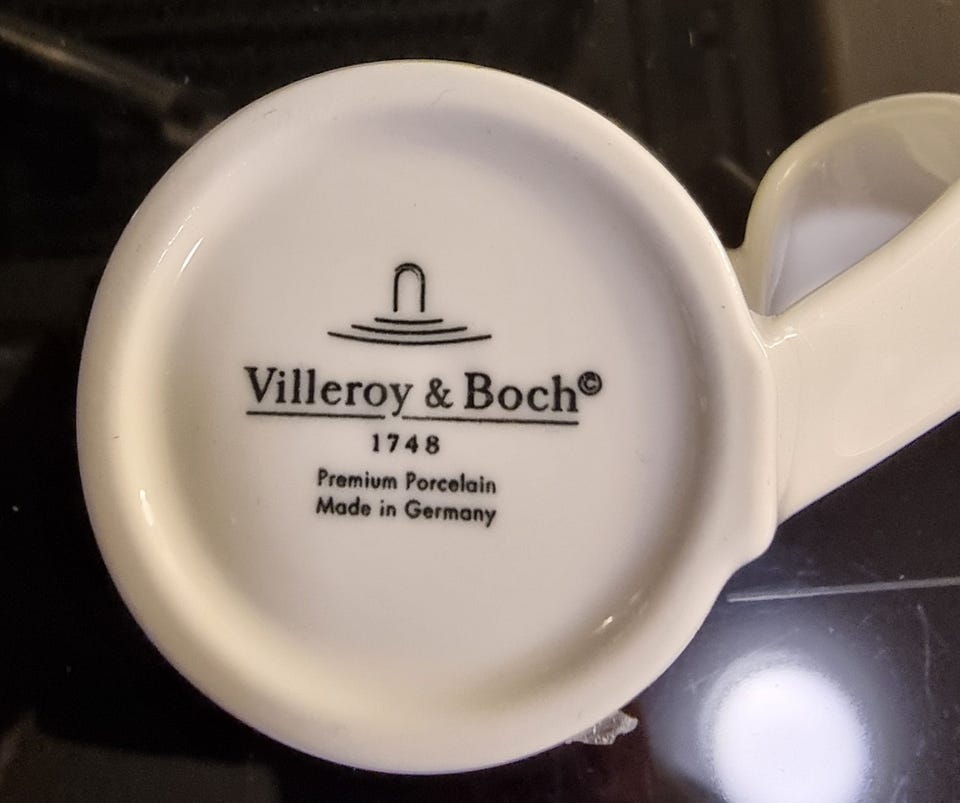 Villeroy & Boch©
1748
Premium Porcelain
Made in Germany